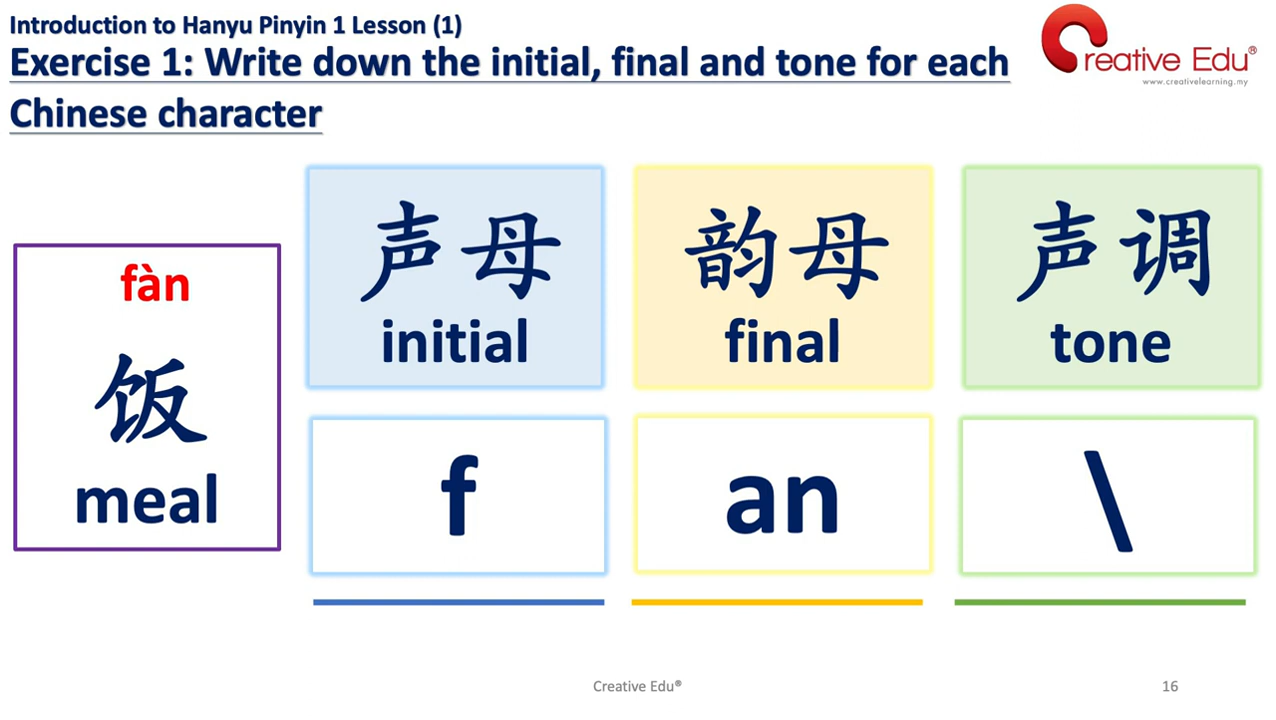 Introduction to Hanyu Pinyin 1 Lesson (1)
Exercise 1: Write down the initial, final and tone for each
Chinese character
Creative Edu®
www.creativelearning.my
fàn
饭
meal
声母
initial
韵母
final
声调
tone
f
an
\
Creative Edu®
16